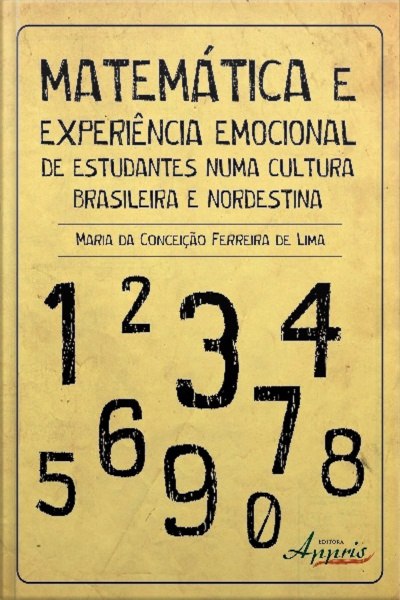 MATEMÁTICA E
EXPERIÊNCIA EMOCIONAL
DE ESTUDANTES NUMA CULTURA
BRASILEIRA E NORDESTINA
MARIA DA CONCEIÇÃO FERREIRA DE LIMA
1 2 3 4
5 6 9 7 8
0
EDITORA
Appris